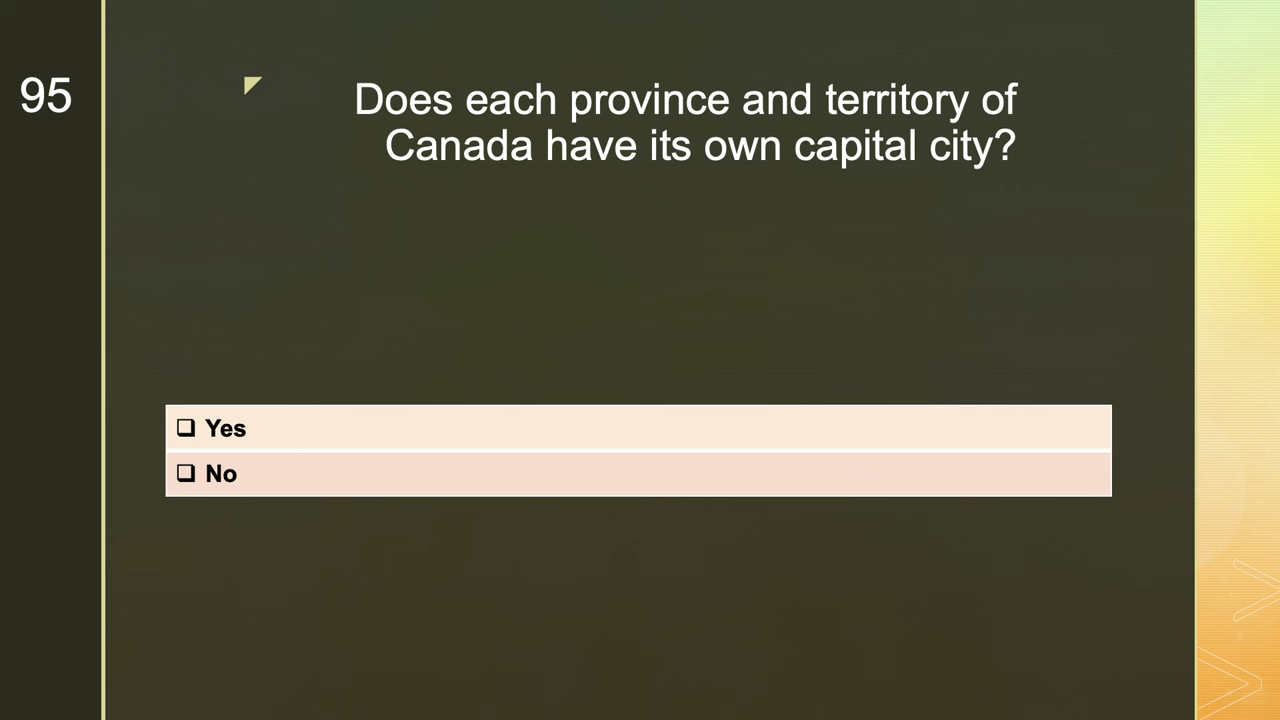 95
Does each province and territory of
Canada have its own capital city?
❑ Yes
❑ No